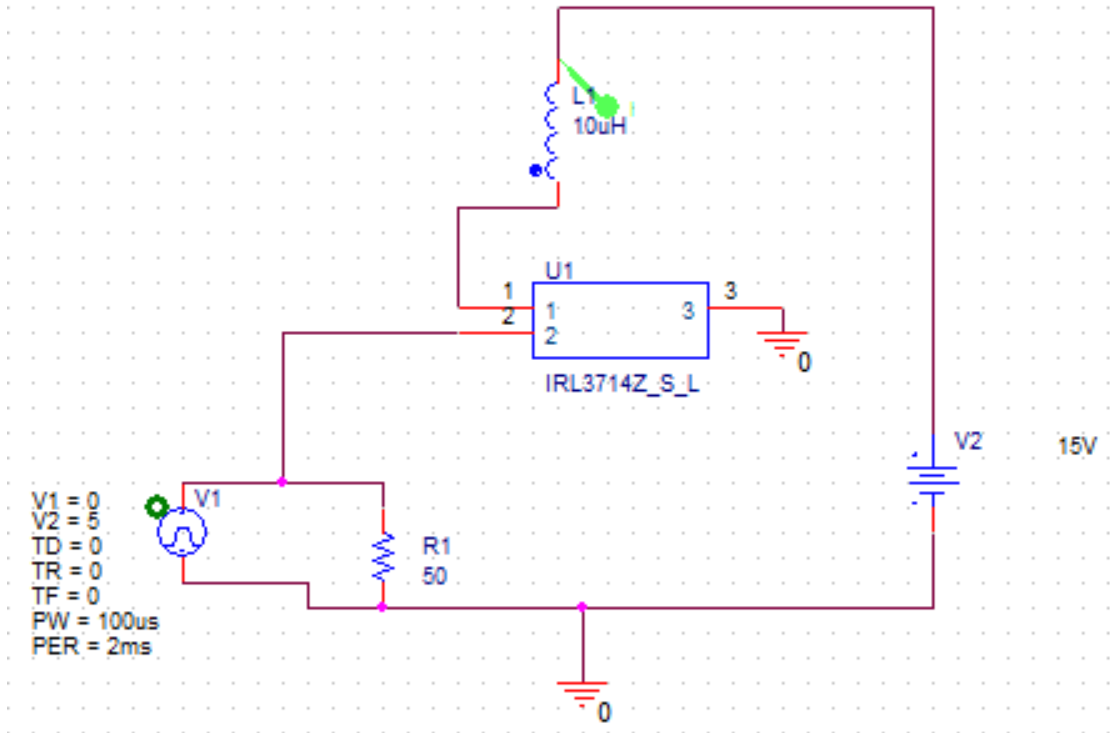 L1
10uH
U1
1
1
2
2
3
3
0
IRL3714Z_S_L
V2
15V
V1
V1 = 0
V2 = 5
TD = 0
TR = 0
TF = 0
PW = 100us
PER = 2ms
R1
50
0